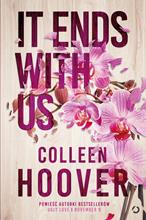 IT ENDS
WITH
US
COLLEEN
HOOVER
POWIEŚĆ AUTORKI BESTSELLERÓW
UGLY LOVE I NOVEMBER 9